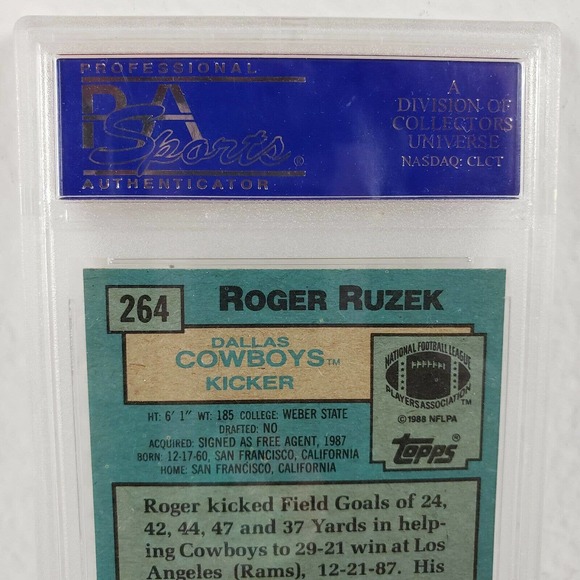 PROFESSIONAL
PSA
Sports®
AUTHENTICATOR
A
DIVISION OF
COLLECTORS
UNIVERSE
NASDAQ: CLCT
264
ROGER RUZEK
DALLAS
COWBOYS™
KICKER
HT: 6' 1" WT: 185 COLLEGE: WEBER STATE
DRAFTED: NO
ACQUIRED: SIGNED AS FREE AGENT, 1987
BORN: 12-17-60, SAN FRANCISCO, CALIFORNIA
HOME: SAN FRANCISCO, CALIFORNIA
NATIONAL FOOTBALL LEAGUE
PLAYERS ASSOCIATION™
©1988 NFLPA
topps®
Roger kicked Field Goals of 24,
42, 44, 47 and 37 Yards in help-
ing Cowboys to 29-21 win at Los
Angeles (Rams), 12-21-87. His